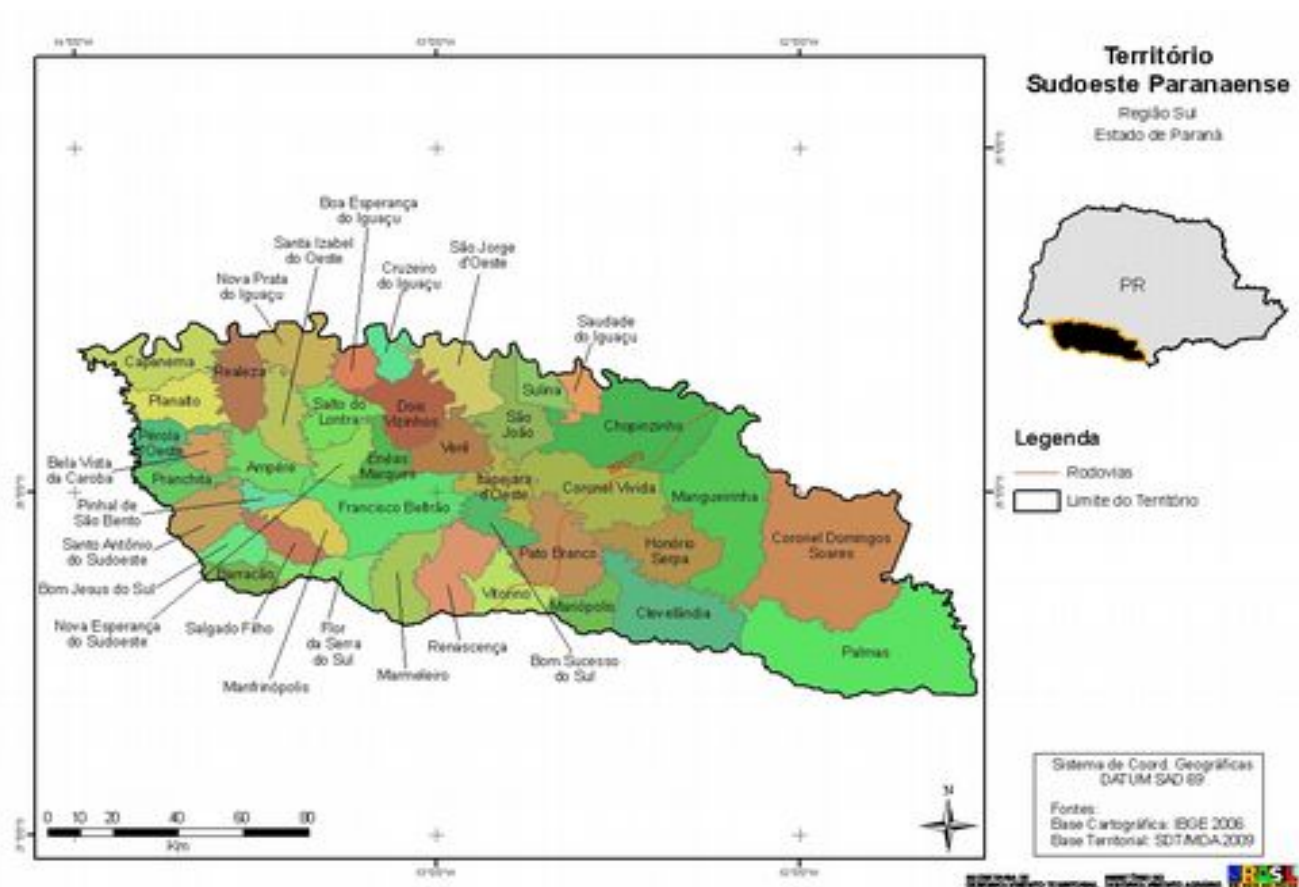 Território
Sudoeste Paranaense
Região Sul
Estado de Paraná
PR
Legenda
Rodovias
Limite do Território
Boa Esperança
do Iguaçu
Santa Izabel
do Oeste
São Jorge
d'Oeste
Cruzeiro
do Iguaçu
Nova Prata
do Iguaçu
Saudade
do Iguaçu
Capanema
Realeza
Planalto
Sulina
Salto do
Lontra
Dois
Vizinhos
São
João
Chopinzinho
Pérola
d'Oeste
Verê
Bela Vista
da Caroba
Ampére
Enéas
Marques
Pranchita
Itapejara
d'Oeste
Coronel Vivida
Mangueirinha
Pinhal de
São Bento
Francisco Beltrão
Santo Antônio
do Sudoeste
Pato Branco
Honório
Serpa
Coronel Domingos
Soares
Bom Jesus do Sul
Barracão
Vitorino
Mariópolis
Clevelândia
Nova Esperança
do Sudoeste
Salgado Filho
Flor
da Serra
do Sul
Renascença
Palmas
Manfrinópolis
Marmeleiro
Bom Sucesso
do Sul
0 10 20 40 60 80
Km
N
Sistema de Coord. Geográficas
DATUM SAD 69
Fontes:
Base Cartográfica: IBGE 2006
Base Territorial: SDT/MDA 2009